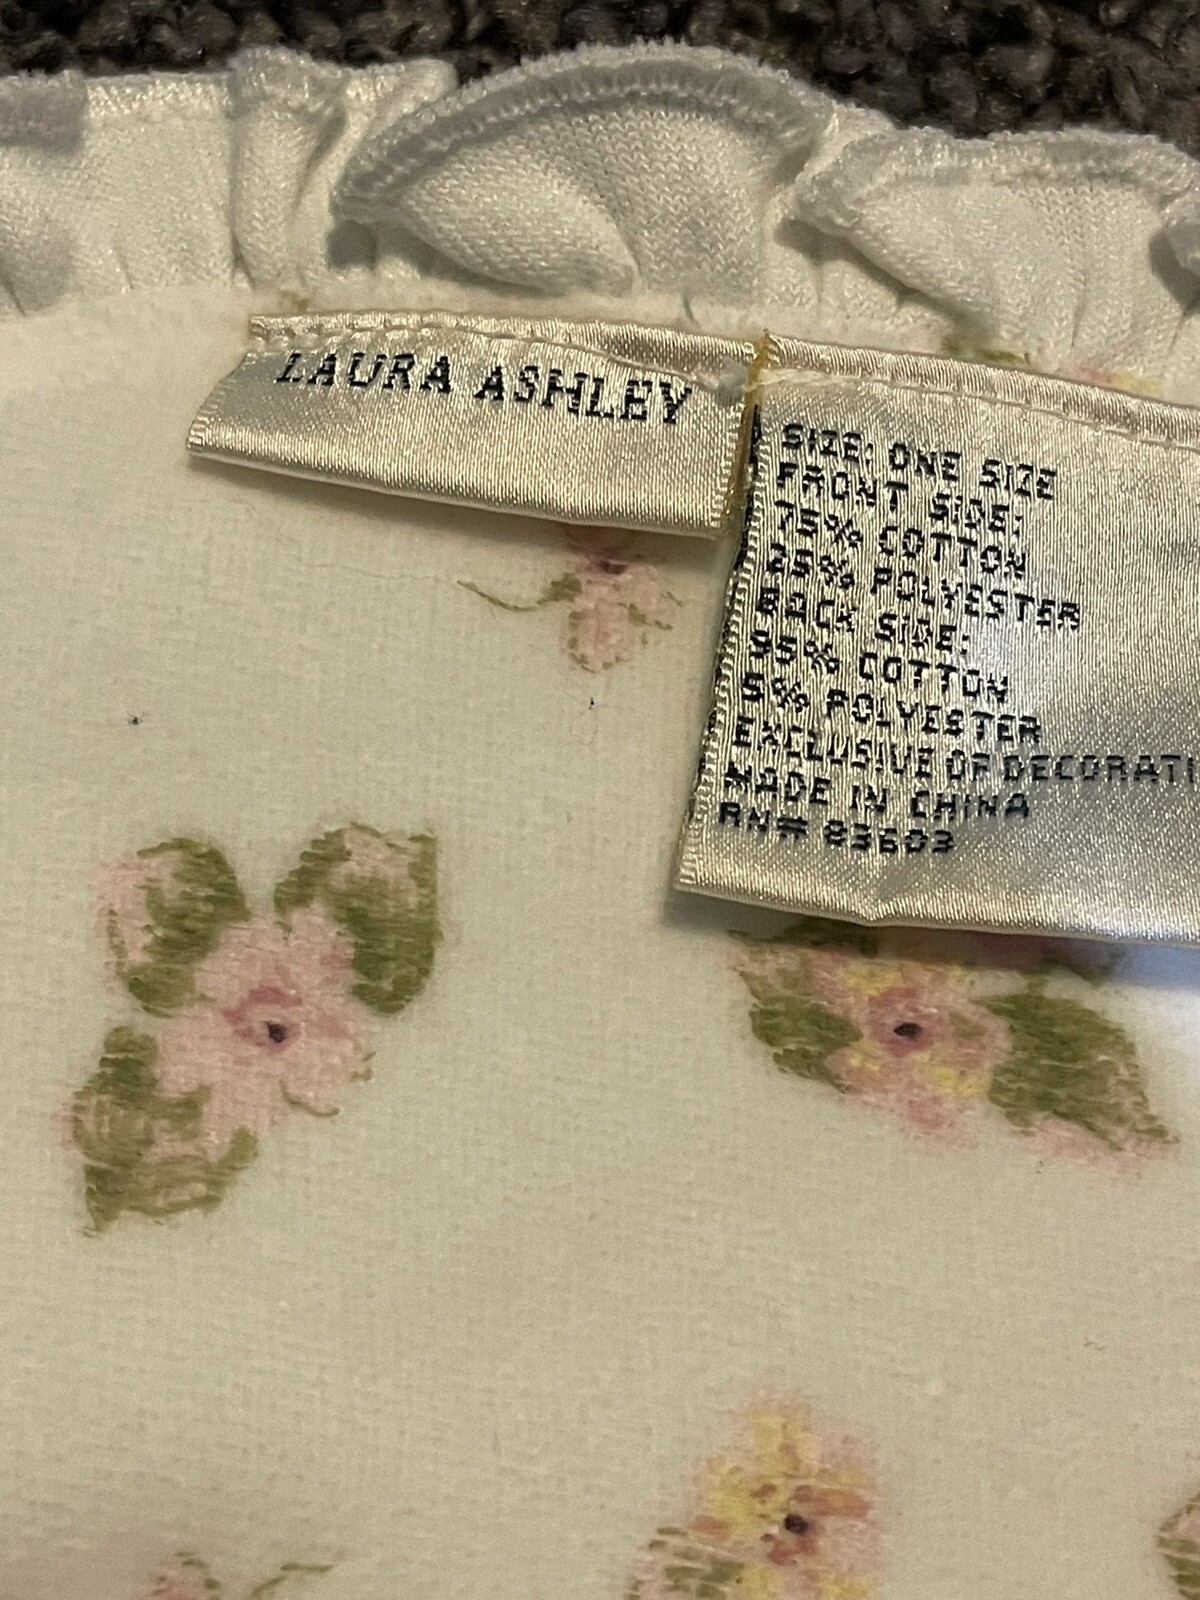 LAURA ASHLEY
SIZE: ONE SIZE
FRONT SIDE:
75% COTTON
25% POLYESTER
BACK SIDE:
95% COTTON
5% POLYESTER
EXCLUSIVE OF DECORATI
MADE IN CHINA
RN# 83603